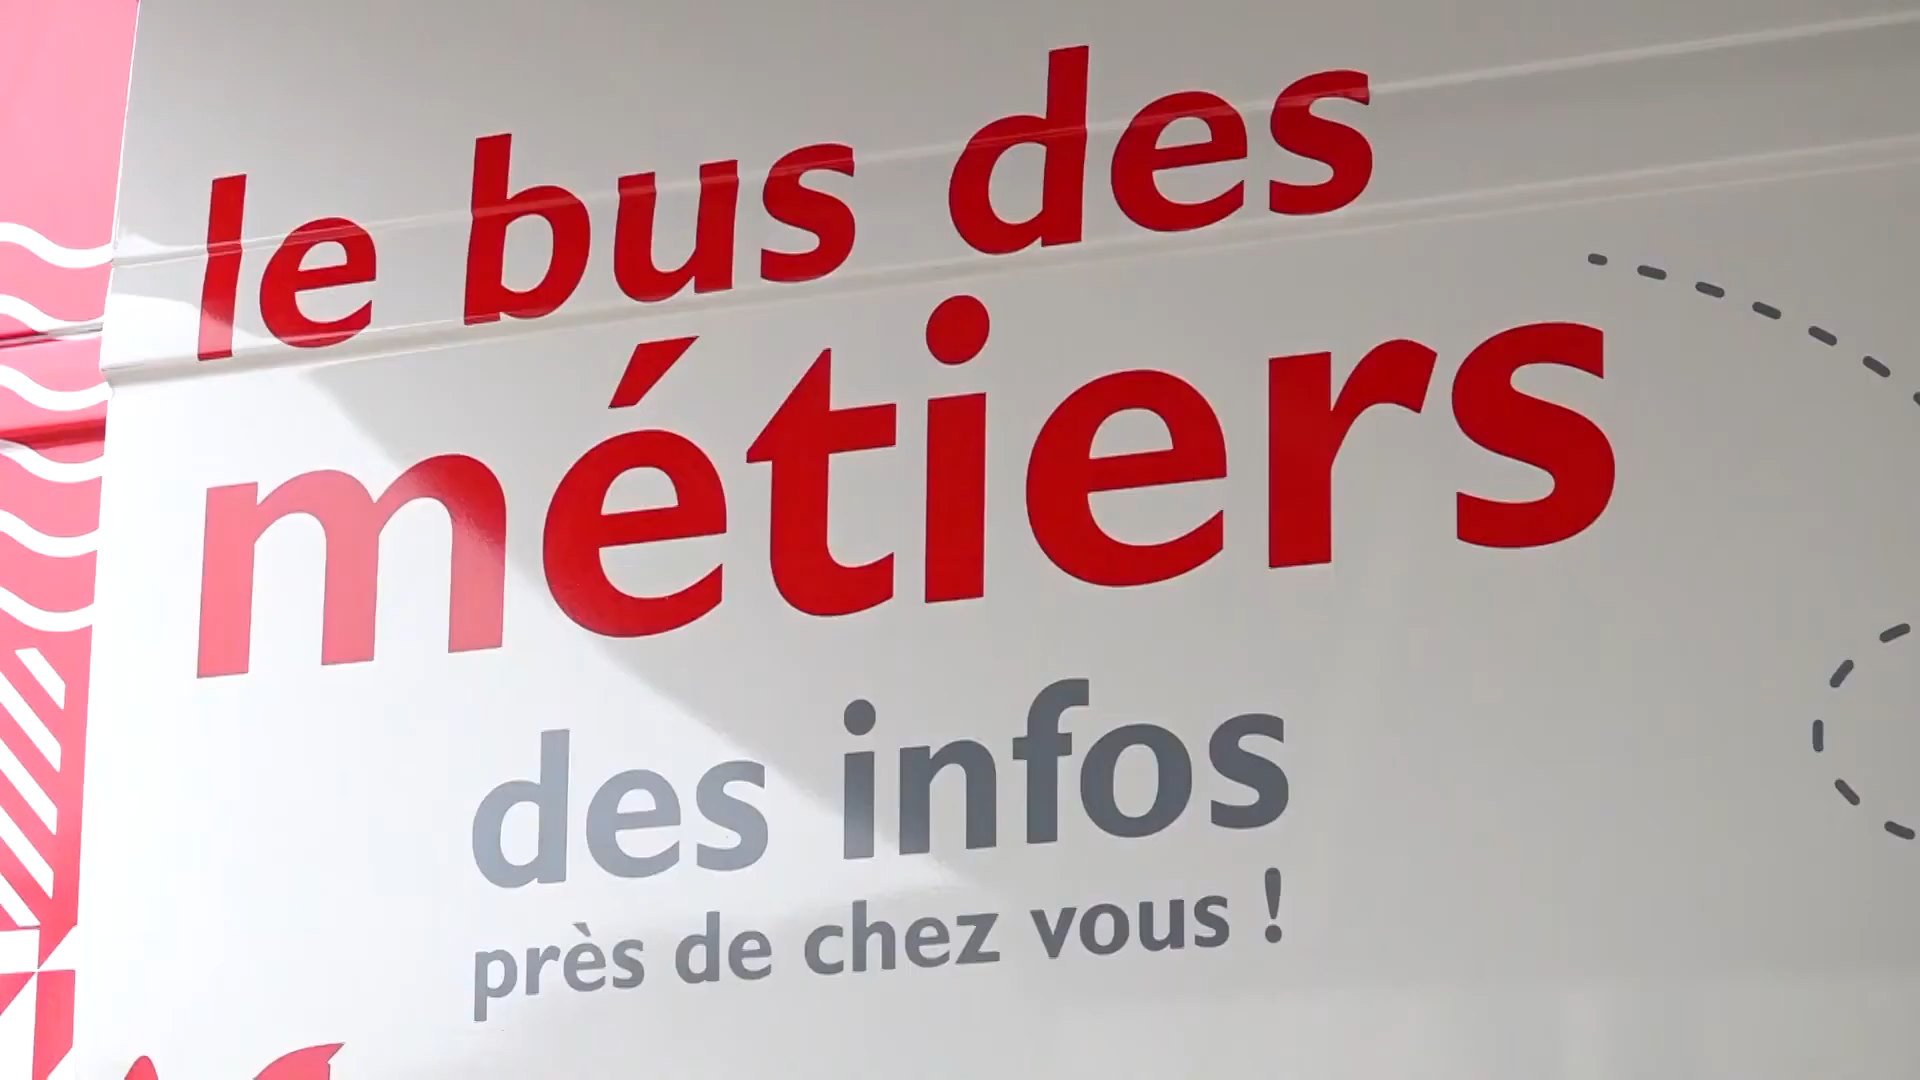 le bus des
métiers
des infos
près de chez vous !